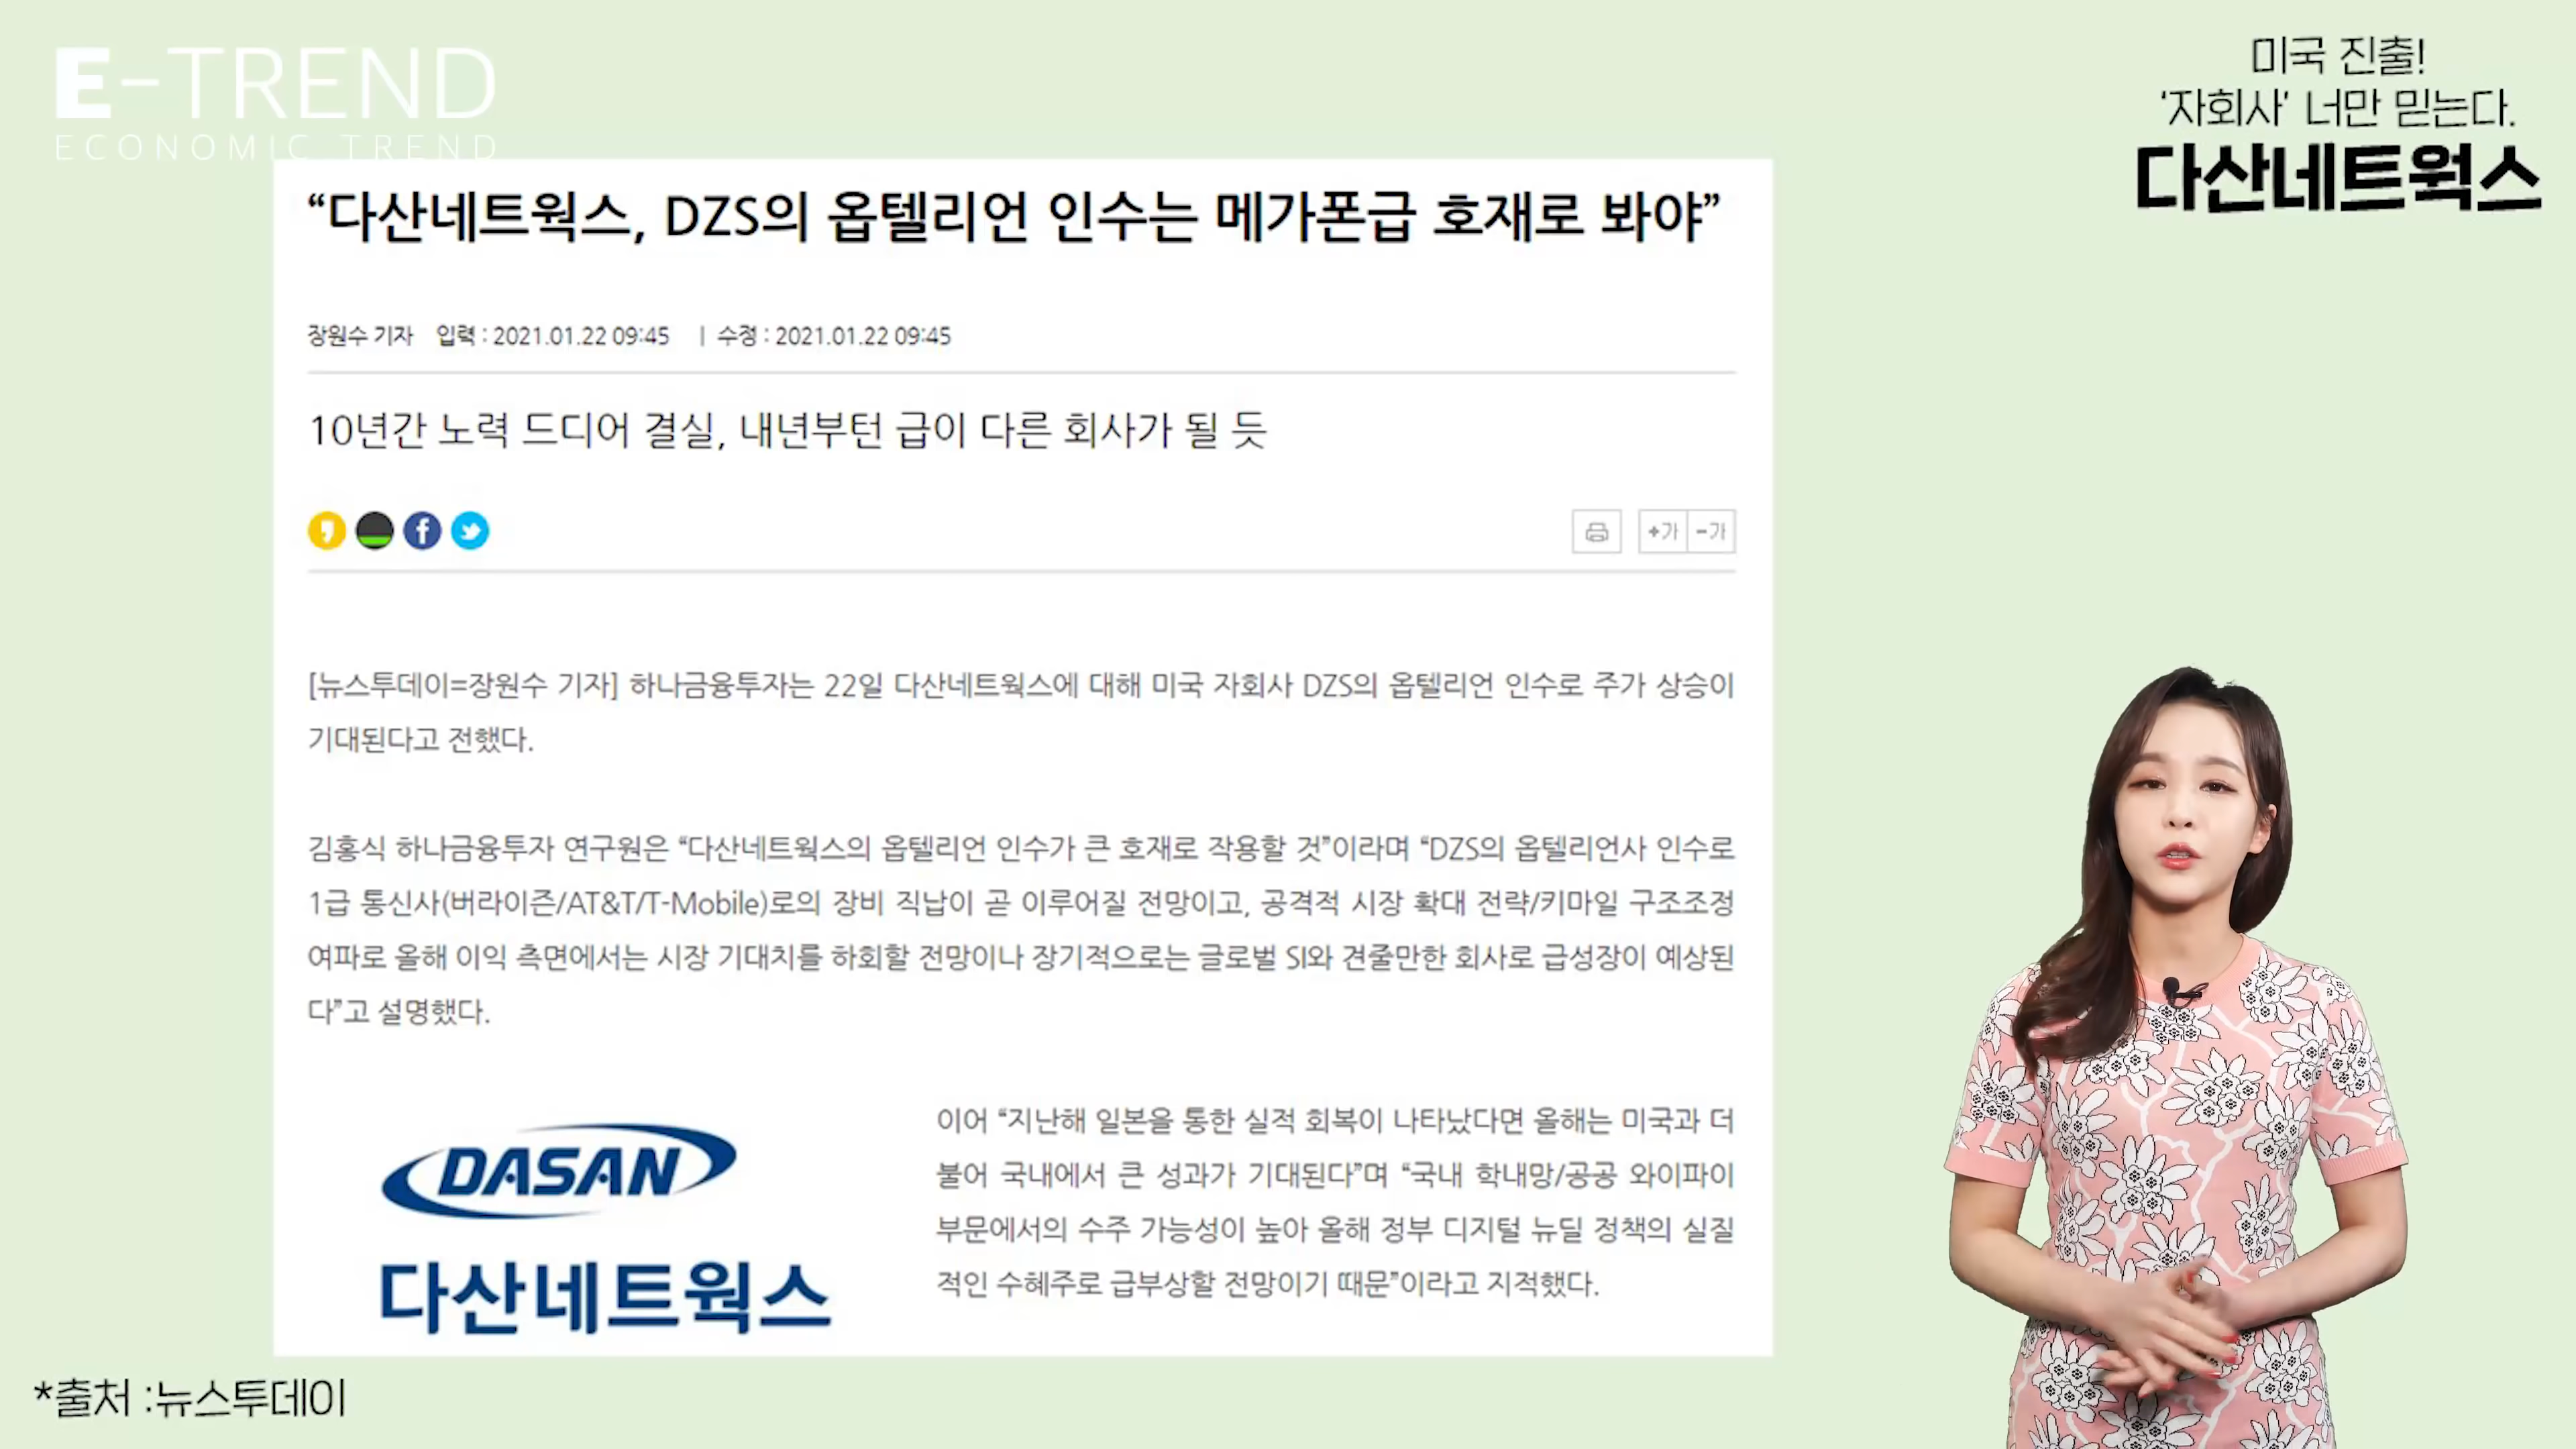 E-TREND
ECONOMIC TREND
미국 진출!
‘자회사’ 너만 믿는다.
다산네트웍스
“다산네트웍스, DZS의 옵텔리언 인수는 메가폰급 호재로 봐야”
장원수 기자 입력 : 2021.01.22 09:45 | 수정 : 2021.01.22 09:45
10년간 노력 드디어 결실, 내년부턴 급이 다른 회사가 될 듯
+가 -가
[뉴스투데이=장원수 기자] 하나금융투자는 22일 다산네트웍스에 대해 미국 자회사 DZS의 옵텔리언 인수로 주가 상승이
기대된다고 전했다.
김홍식 하나금융투자 연구원은 “다산네트웍스의 옵텔리언 인수가 큰 호재로 작용할 것”이라며 “DZS의 옵텔리언사 인수로
1급 통신사(버라이즌/AT&T/T-Mobile)로의 장비 직납이 곧 이루어질 전망이고, 공격적 시장 확대 전략/키마일 구조조정
여파로 올해 이익 측면에서는 시장 기대치를 하회할 전망이나 장기적으로는 글로벌 SI와 견줄만한 회사로 급성장이 예상된
다”고 설명했다.
이어 “지난해 일본을 통한 실적 회복이 나타났다면 올해는 미국과 더
불어 국내에서 큰 성과가 기대된다”며 “국내 학내망/공공 와이파이
부문에서의 수주 가능성이 높아 올해 정부 디지털 뉴딜 정책의 실질
적인 수혜주로 급부상할 전망이기 때문”이라고 지적했다.
DASAN
다산네트웍스
*출처 :뉴스투데이